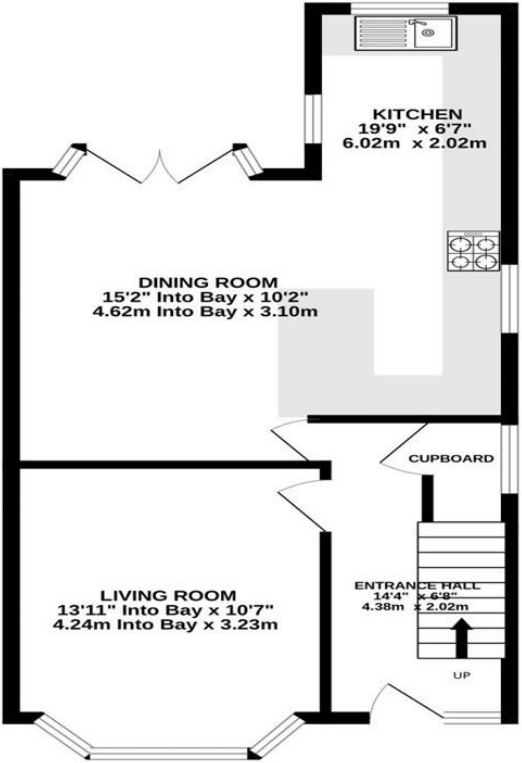 KITCHEN
19'9" x 6'7"
6.02m x 2.02m
DINING ROOM
15'2" Into Bay x 10'2"
4.62m Into Bay x 3.10m
CUPBOARD
LIVING ROOM
13'11" Into Bay x 10'7"
4.24m Into Bay x 3.23m
ENTRANCE HALL
14'4" x 6'8"
4.38m x 2.02m
UP